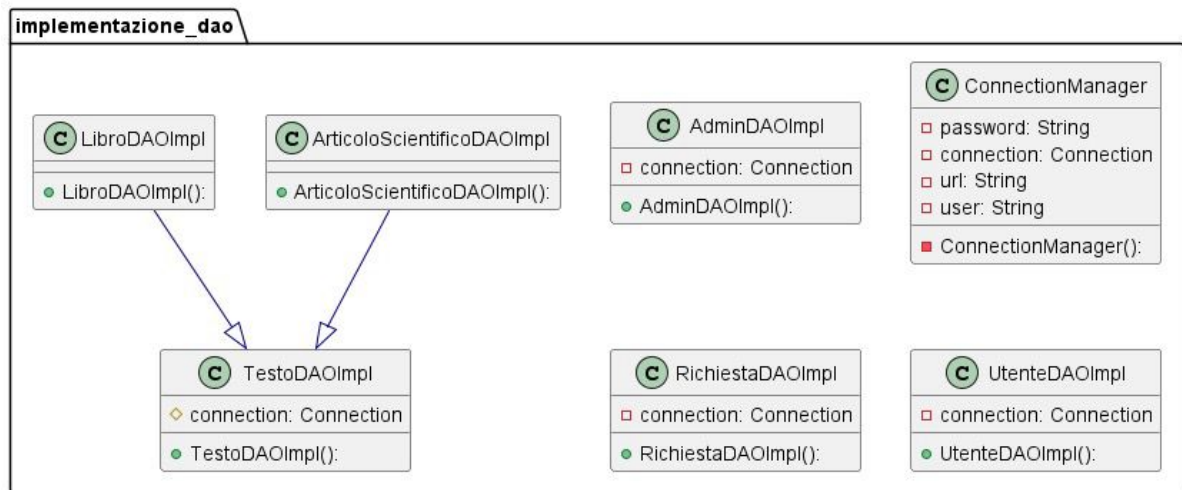 implementazione_dao
C LibroDAOImpl
LibroDAOImpl():
C ArticoloScientificoDAOImpl
ArticoloScientificoDAOImpl():
C AdminDAOImpl
connection: Connection
AdminDAOImpl():
C ConnectionManager
password: String
connection: Connection
url: String
user: String
ConnectionManager():
C TestoDAOImpl
connection: Connection
TestoDAOImpl():
C RichiestaDAOImpl
connection: Connection
RichiestaDAOImpl():
C UtenteDAOImpl
connection: Connection
UtenteDAOImpl():